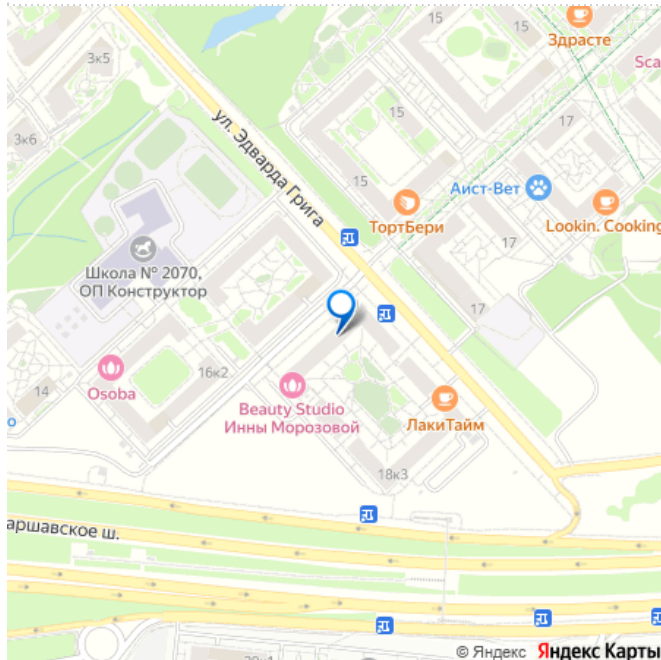 Здрасте
3к5
Sca
15
15
17
3к6
ул. Эдварда Грига
15
Аист-Вет
ТортБери
Lookin. Cooking
17
Школа № 2070,
ОП Конструктор
17
16к2
14
Osoba
Beauty Studio
Инны Морозовой
ЛакиТайм
о
18к3
аршавское ш.
© Яндекс Яндекс Карты